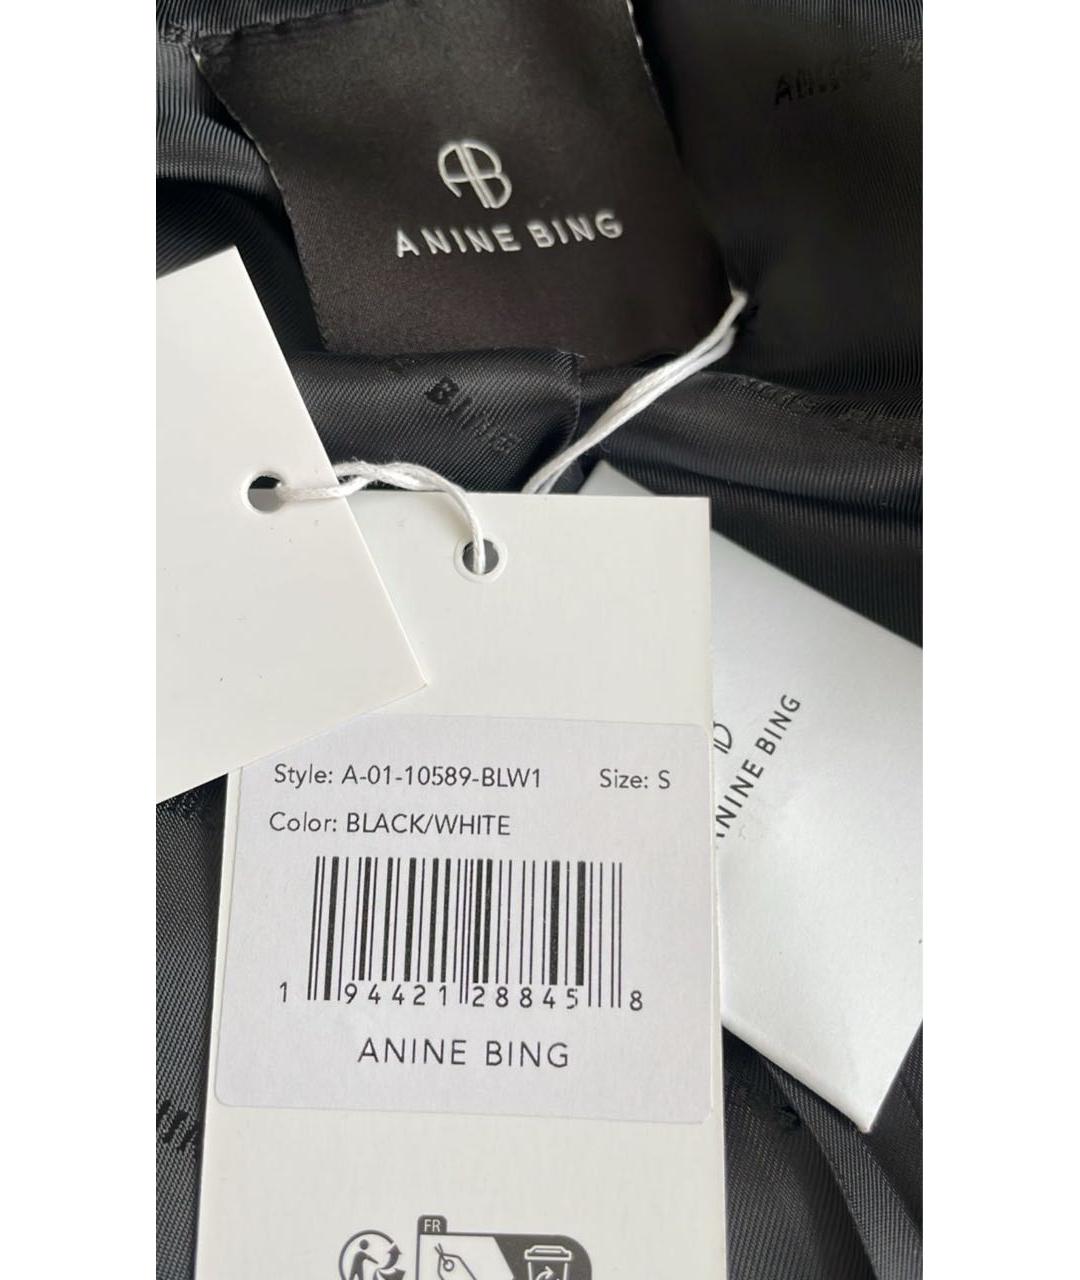 AB
ANINE BING
BING
Style: A-01-10589-BLW1 Size: S
Color: BLACK/WHITE
1 94421 28845 8
ANINE BING
ANINE BING
FR